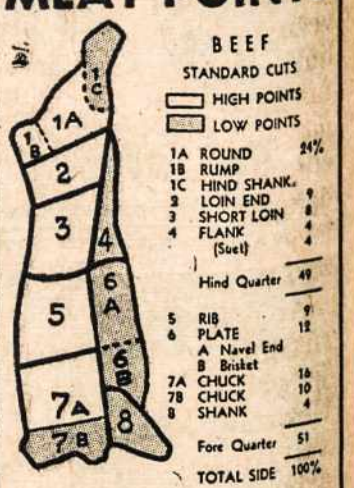 MEAT POINT
BEEF
STANDARD CUTS
HIGH POINTS
LOW POINTS
1A ROUND 24%
1B RUMP
1C HIND SHANK
2 LOIN END 9
3 SHORT LOIN 8
4 FLANK 4
(Suet) 4
Hind Quarter 49
5 RIB 9
6 PLATE 12
A Navel End
B Brisket
7A CHUCK 16
7B CHUCK 10
8 SHANK 4
Fore Quarter 51
TOTAL SIDE 100%
1C
1A
1B
2
3
4
5
6A
6B
7A
7B
8